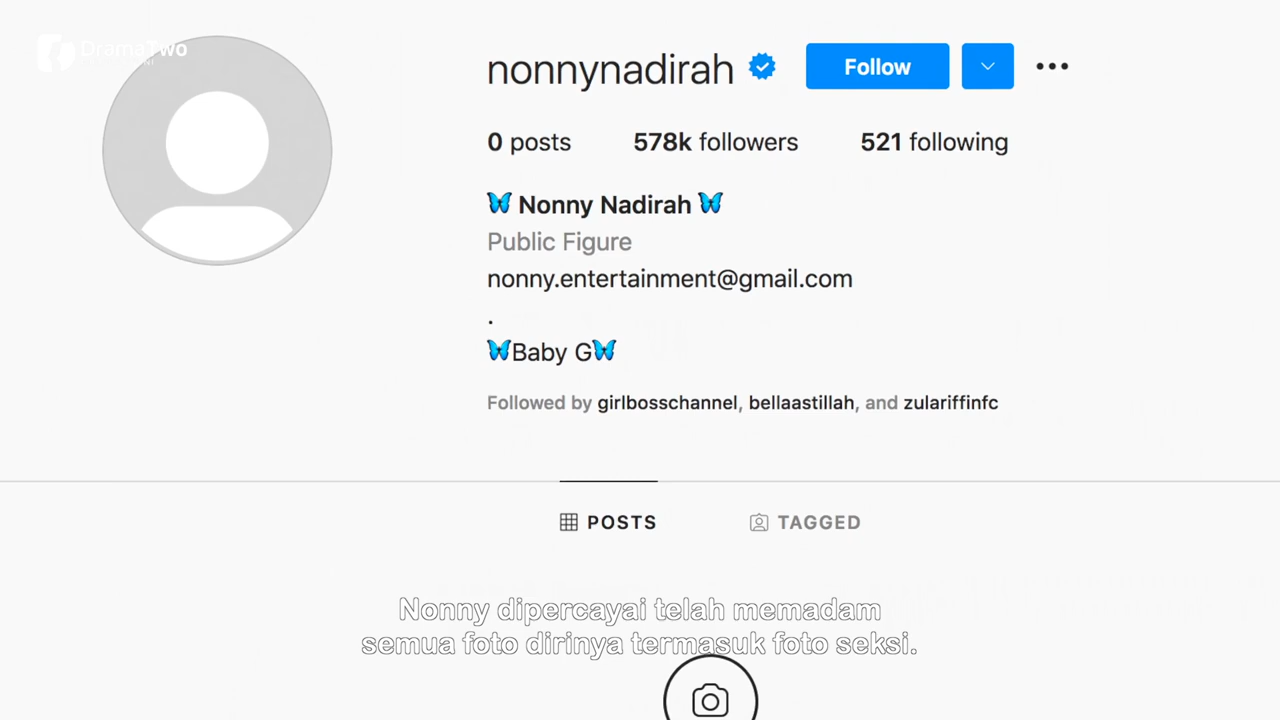 DramaTwo
nonnynadirah Follow
0 posts 578k followers 521 following
🦋 Nonny Nadirah 🦋
Public Figure
nonny.entertainment@gmail.com
.
🦋Baby G🦋
Followed by girlbosschannel, bellaastillah, and zulariffinfc
POSTS TAGGED
Nonny dipercayai telah memadam
semua foto dirinya termasuk foto seksi.